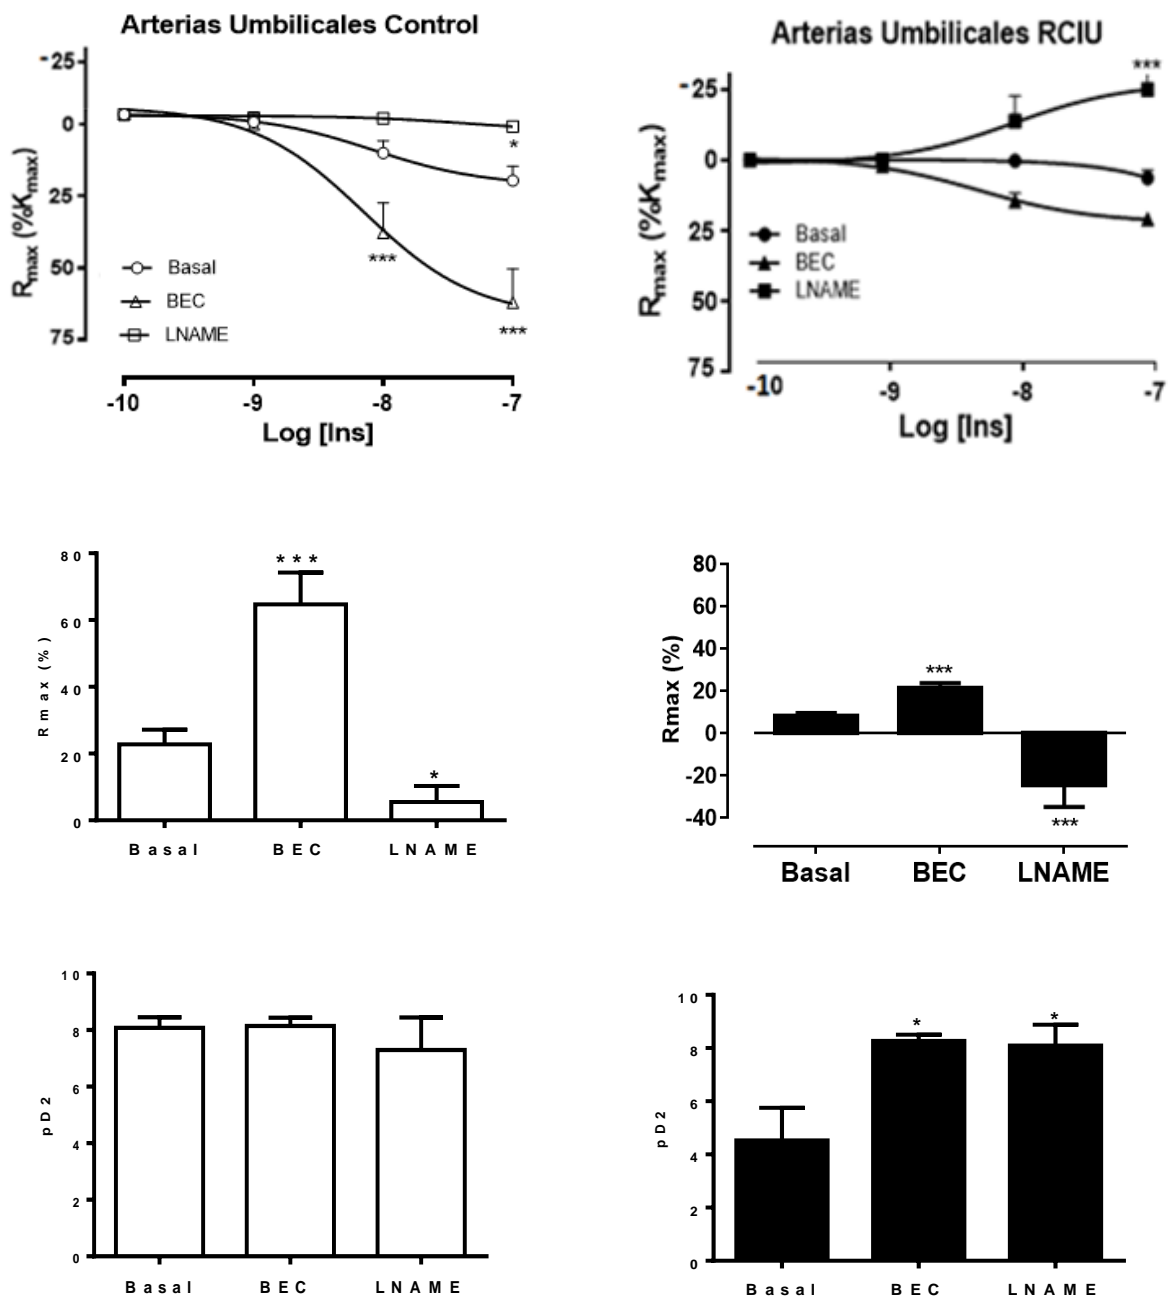 Arterias Umbilicales Control
-25
0
25
50
75
Rmax (%Kmax)
*
***
***
Basal
BEC
LNAME
-10 -9 -8 -7
Log [Ins]
Arterias Umbilicales RCIU
***
-25
0
25
50
75
Rmax (%Kmax)
Basal
BEC
LNAME
-10 -9 -8 -7
Log [Ins]
80
60
40
20
0
Rmax (%)
***
*
Basal BEC LNAME
80
60
40
20
0
-20
-40
Rmax (%)
***
***
Basal BEC LNAME
10
8
6
4
2
0
pD2
Basal BEC LNAME
10
8
6
4
2
0
pD2
* *
Basal BEC LNAME